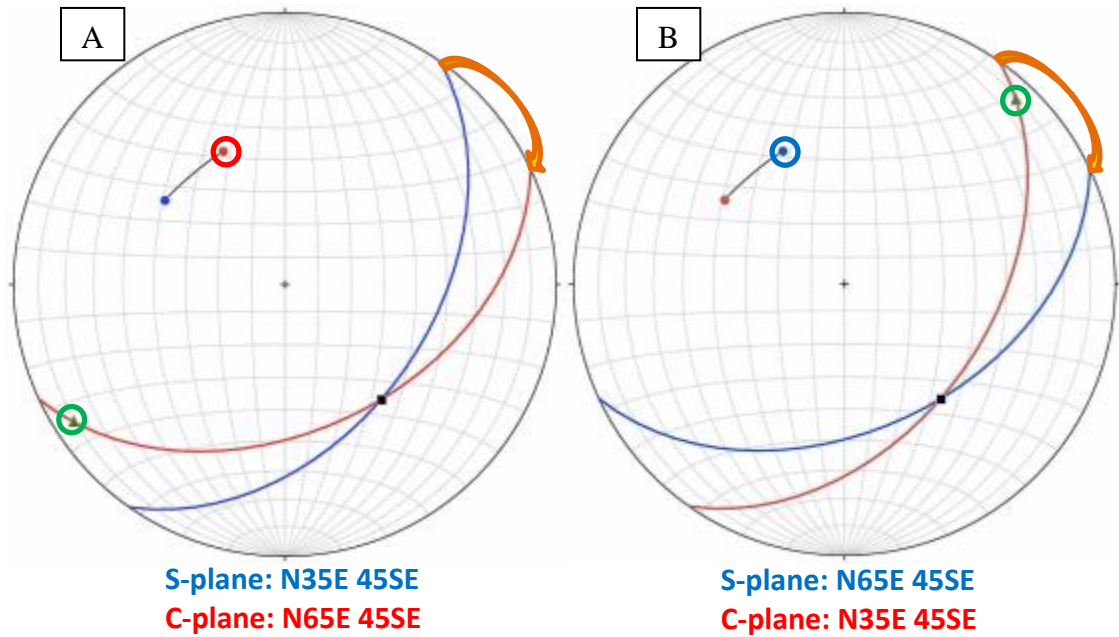 A
B
S-plane: N35E 45SE
C-plane: N65E 45SE
S-plane: N65E 45SE
C-plane: N35E 45SE